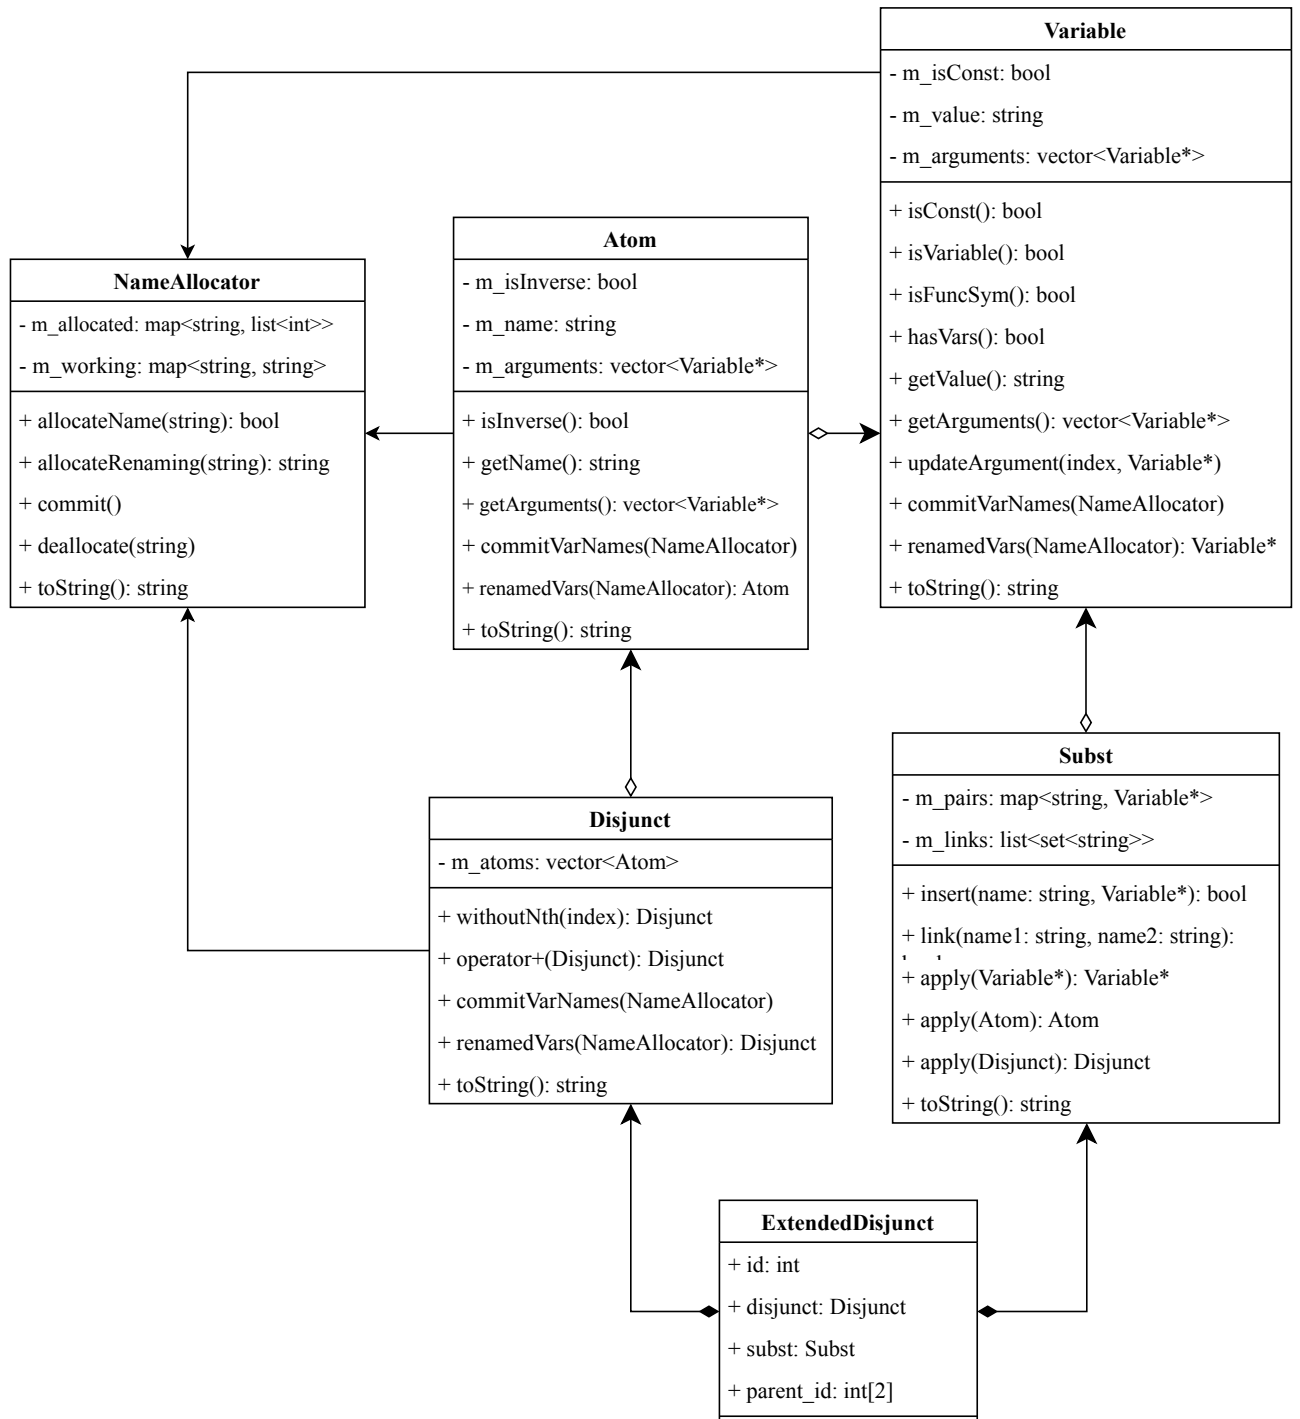 Variable
- m_isConst: bool
- m_value: string
- m_arguments: vector<Variable*>
+ isConst(): bool
+ isVariable(): bool
+ isFuncSym(): bool
+ hasVars(): bool
+ getValue(): string
+ getArguments(): vector<Variable*>
+ updateArgument(index, Variable*)
+ commitVarNames(NameAllocator)
+ renamedVars(NameAllocator): Variable*
+ toString(): string
Atom
- m_isInverse: bool
- m_name: string
- m_arguments: vector<Variable*>
+ isInverse(): bool
+ getName(): string
+ getArguments(): vector<Variable*>
+ commitVarNames(NameAllocator)
+ renamedVars(NameAllocator): Atom
+ toString(): string
NameAllocator
- m_allocated: map<string, list<int>>
- m_working: map<string, string>
+ allocateName(string): bool
+ allocateRenaming(string): string
+ commit()
+ deallocate(string)
+ toString(): string
Disjunct
- m_atoms: vector<Atom>
+ withoutNth(index): Disjunct
+ operator+(Disjunct): Disjunct
+ commitVarNames(NameAllocator)
+ renamedVars(NameAllocator): Disjunct
+ toString(): string
Subst
- m_pairs: map<string, Variable*>
- m_links: list<set<string>>
+ insert(name: string, Variable*): bool
+ link(name1: string, name2: string):
+ apply(Variable*): Variable*
+ apply(Atom): Atom
+ apply(Disjunct): Disjunct
+ toString(): string
ExtendedDisjunct
+ id: int
+ disjunct: Disjunct
+ subst: Subst
+ parent_id: int[2]